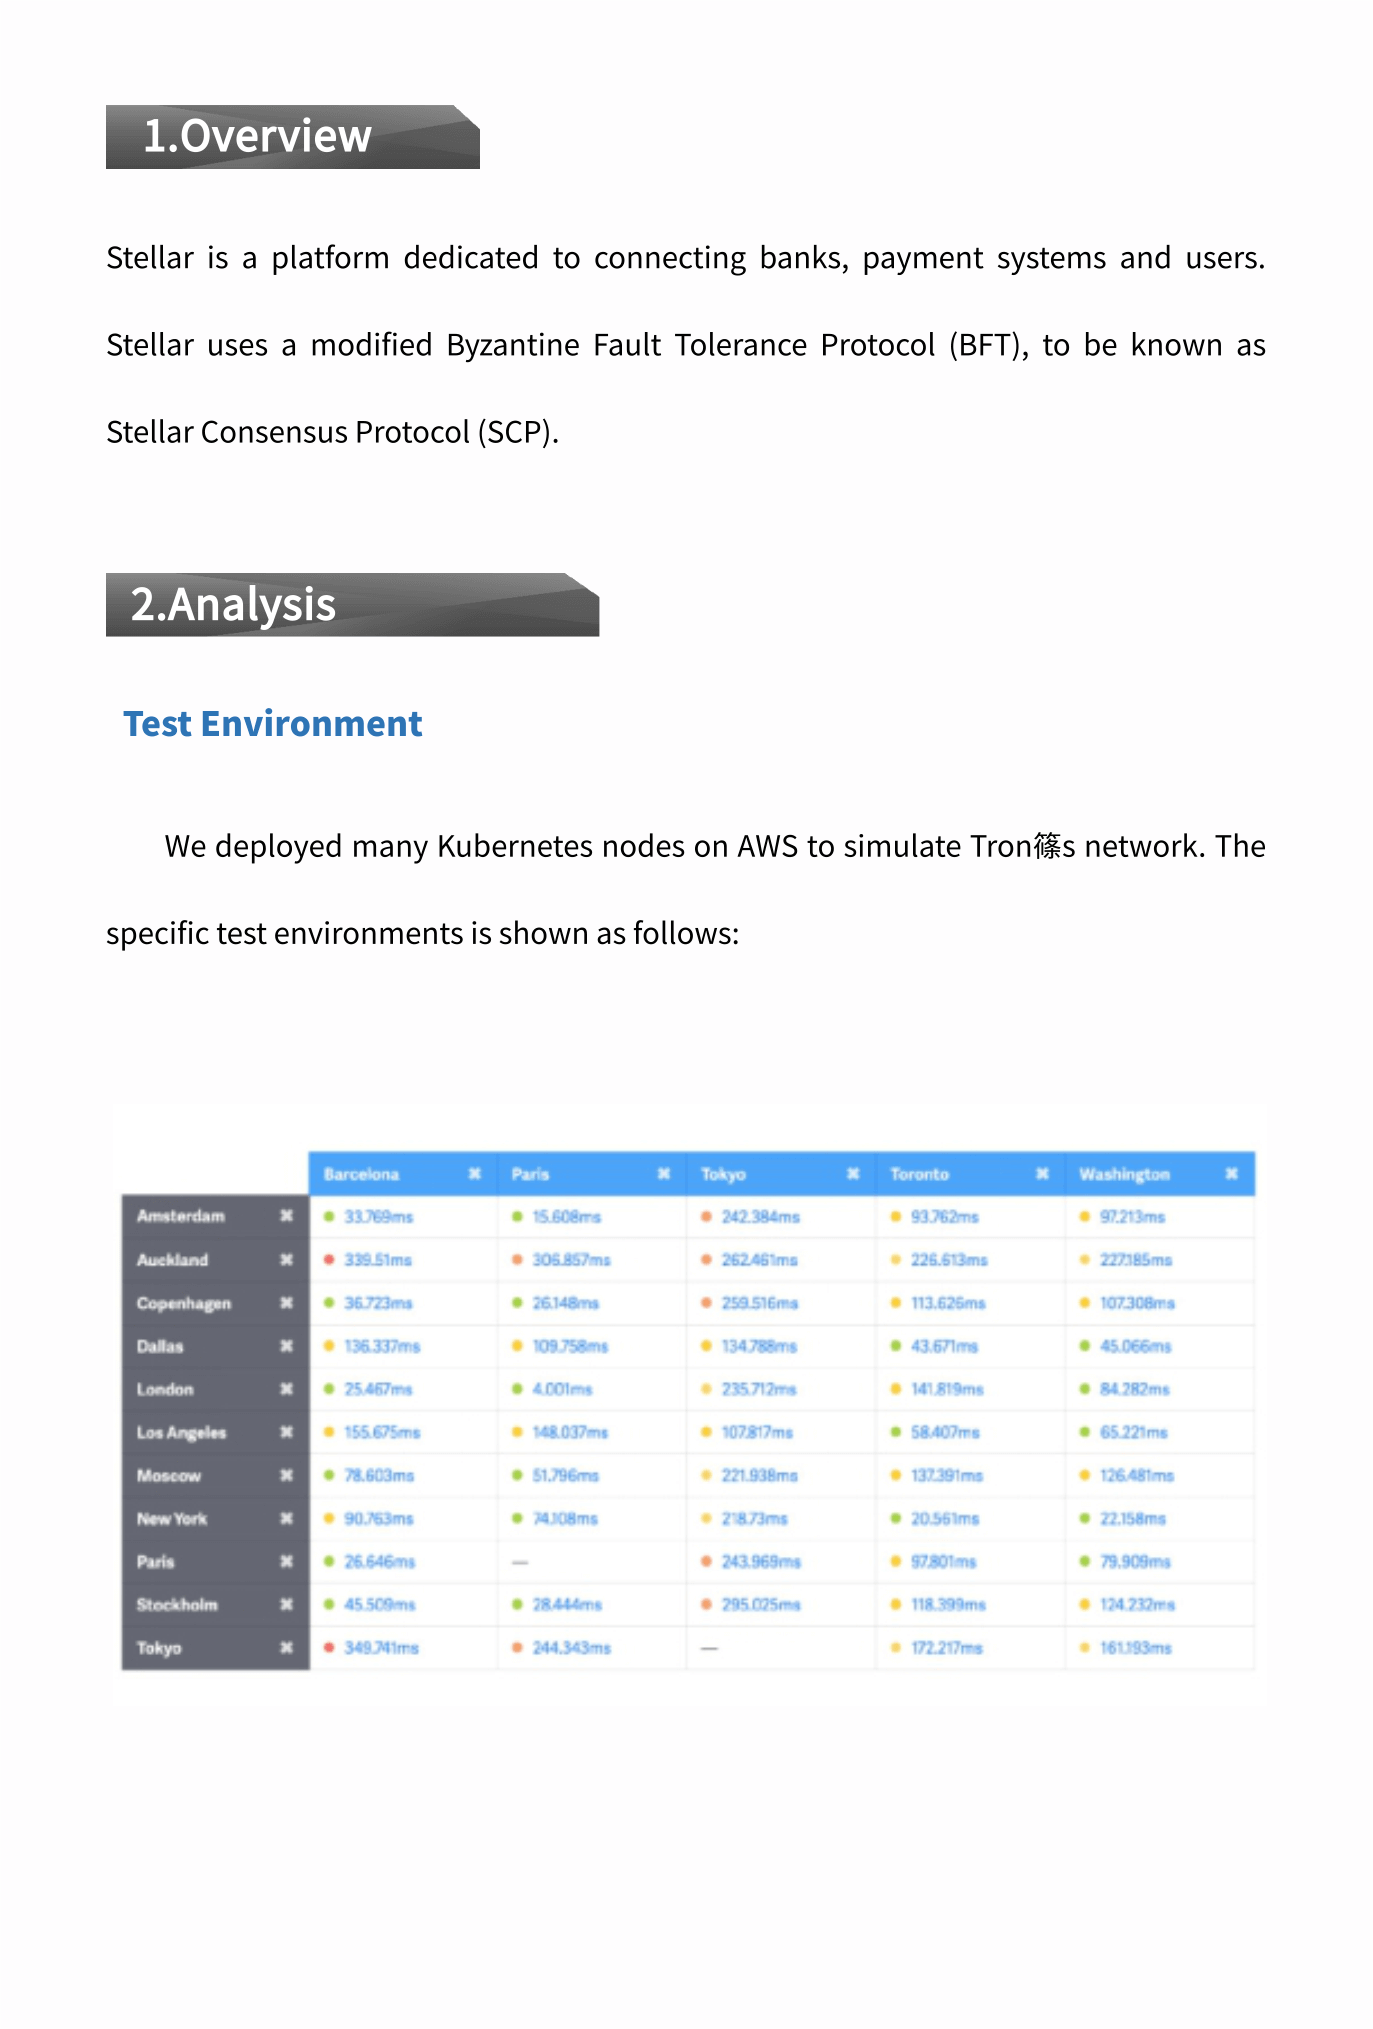 1.Overview
Stellar is a platform dedicated to connecting banks, payment systems and users.
Stellar uses a modified Byzantine Fault Tolerance Protocol (BFT), to be known as
Stellar Consensus Protocol (SCP).
2.Analysis
Test Environment
We deployed many Kubernetes nodes on AWS to simulate Tron篠s network. The
specific test environments is shown as follows:
Barcelona ⌘ Paris ⌘ Tokyo ⌘ Toronto ⌘ Washington ⌘
Amsterdam ⌘ 33.769ms 15.608ms 242.384ms 93.762ms 97.213ms
Auckland ⌘ 339.51ms 306.857ms 262.461ms 226.613ms 227.185ms
Copenhagen ⌘ 36.723ms 26.148ms 259.516ms 113.626ms 107.308ms
Dallas ⌘ 136.337ms 109.758ms 134.788ms 43.671ms 45.066ms
London ⌘ 25.467ms 4.001ms 235.712ms 141.819ms 84.282ms
Los Angeles ⌘ 155.675ms 148.037ms 107.817ms 58.407ms 65.221ms
Moscow ⌘ 78.603ms 51.796ms 221.938ms 137.391ms 126.481ms
New York ⌘ 90.763ms 74.108ms 218.73ms 20.561ms 22.158ms
Paris ⌘ 26.646ms — 243.969ms 97.801ms 79.909ms
Stockholm ⌘ 45.509ms 28.444ms 295.025ms 118.399ms 124.232ms
Tokyo ⌘ 349.741ms 244.343ms — 172.217ms 161.193ms